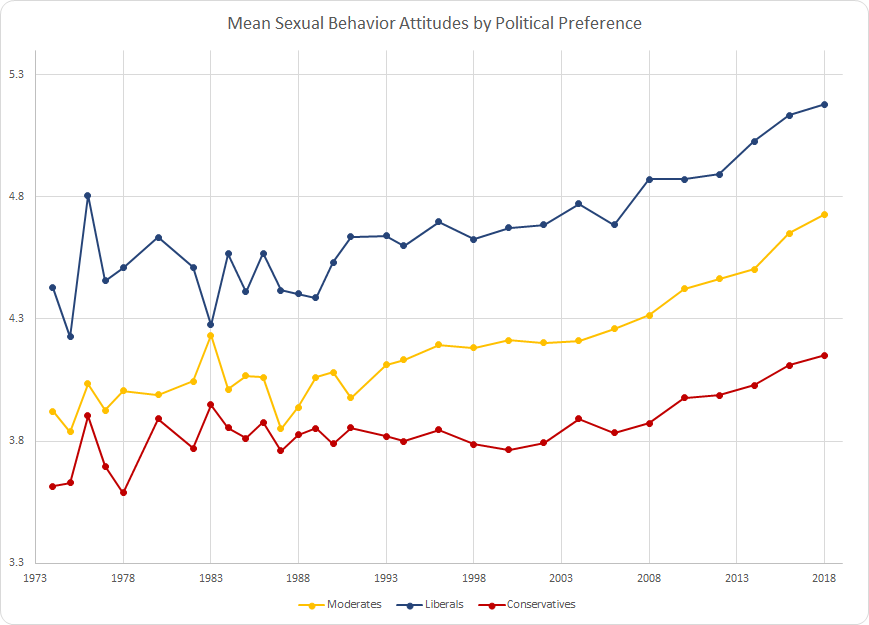 Mean Sexual Behavior Attitudes by Political Preference
5.3
4.8
4.3
3.8
3.3
1973 1978 1983 1988 1993 1998 2003 2008 2013 2018
Moderates Liberals Conservatives